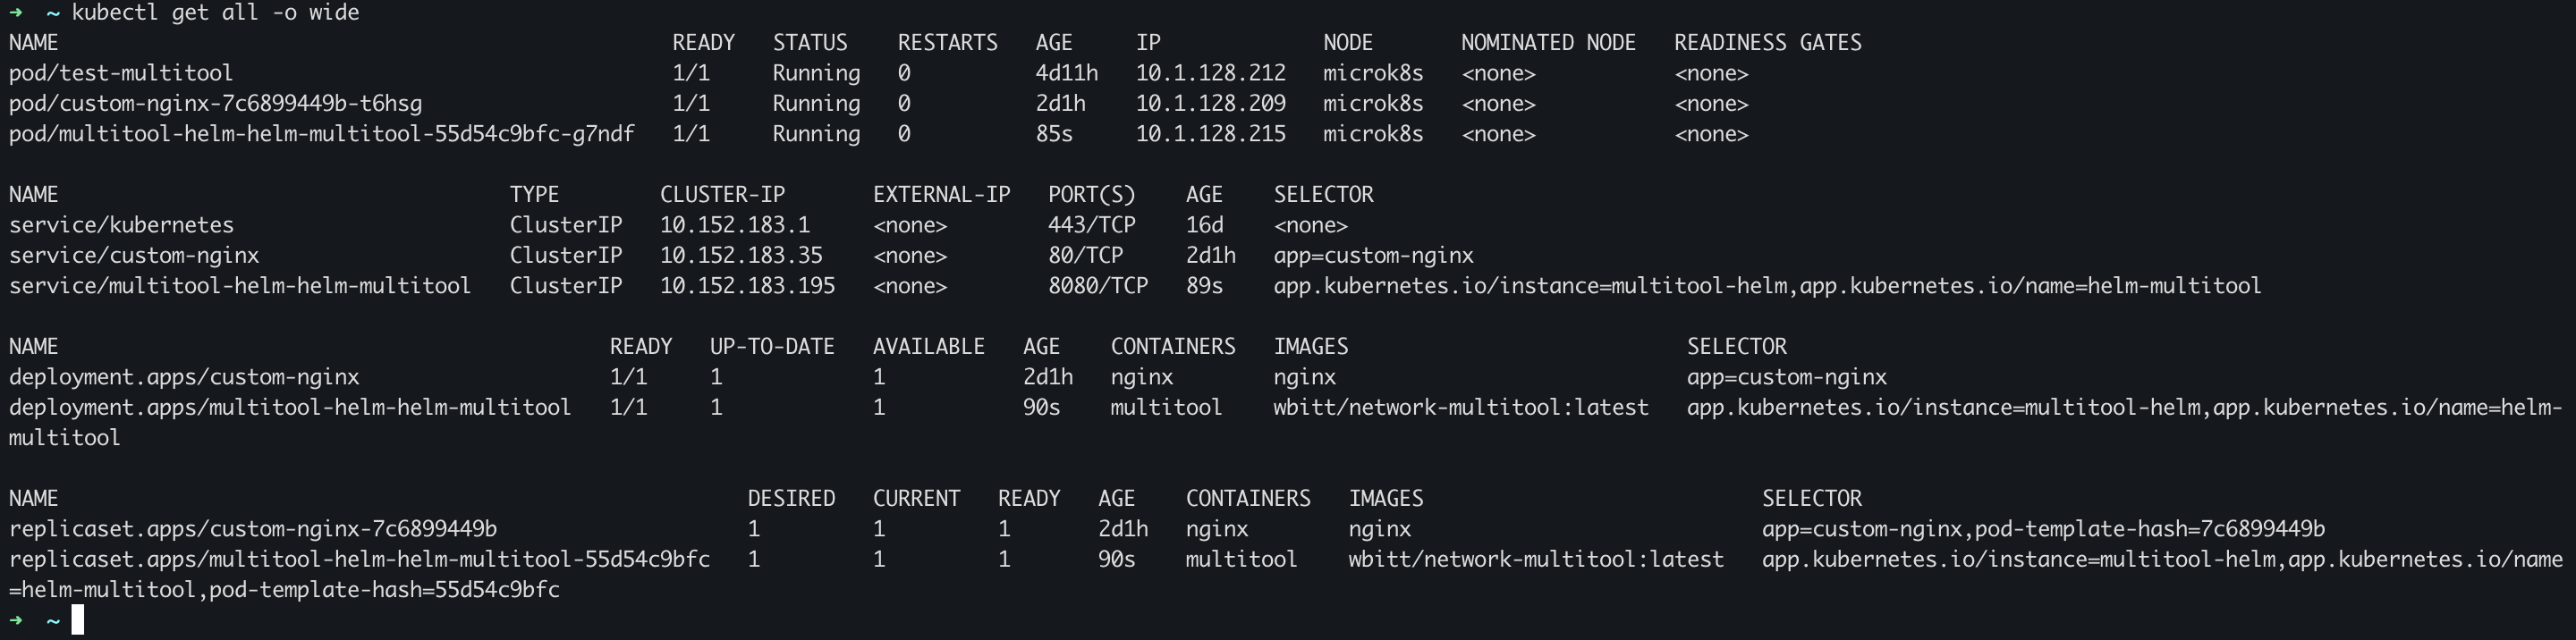 ➜  ~ kubectl get all -o wide
NAME                                                 READY   STATUS    RESTARTS   AGE     IP             NODE       NOMINATED NODE   READINESS GATES
pod/test-multitool                                   1/1     Running   0          4d11h   10.1.128.212   microk8s   <none>           <none>
pod/custom-nginx-7c6899449b-t6hsg                    1/1     Running   0          2d1h    10.1.128.209   microk8s   <none>           <none>
pod/multitool-helm-helm-multitool-55d54c9bfc-g7ndf   1/1     Running   0          85s     10.1.128.215   microk8s   <none>           <none>

NAME                                    TYPE        CLUSTER-IP       EXTERNAL-IP   PORT(S)    AGE    SELECTOR
service/kubernetes                      ClusterIP   10.152.183.1     <none>        443/TCP    16d    <none>
service/custom-nginx                    ClusterIP   10.152.183.35    <none>        80/TCP     2d1h   app=custom-nginx
service/multitool-helm-helm-multitool   ClusterIP   10.152.183.195   <none>        8080/TCP   89s    app.kubernetes.io/instance=multitool-helm,app.kubernetes.io/name=helm-multitool

NAME                                            READY   UP-TO-DATE   AVAILABLE   AGE    CONTAINERS   IMAGES                           SELECTOR
deployment.apps/custom-nginx                    1/1     1            1           2d1h   nginx        nginx                            app=custom-nginx
deployment.apps/multitool-helm-helm-multitool   1/1     1            1           90s    multitool    wbitt/network-multitool:latest   app.kubernetes.io/instance=multitool-helm,app.kubernetes.io/name=helm-
multitool

NAME                                                       DESIRED   CURRENT   READY   AGE    CONTAINERS   IMAGES                           SELECTOR
replicaset.apps/custom-nginx-7c6899449b                    1         1         1       2d1h   nginx        nginx                            app=custom-nginx,pod-template-hash=7c6899449b
replicaset.apps/multitool-helm-helm-multitool-55d54c9bfc   1         1         1       90s    multitool    wbitt/network-multitool:latest   app.kubernetes.io/instance=multitool-helm,app.kubernetes.io/name
=helm-multitool,pod-template-hash=55d54c9bfc
➜  ~